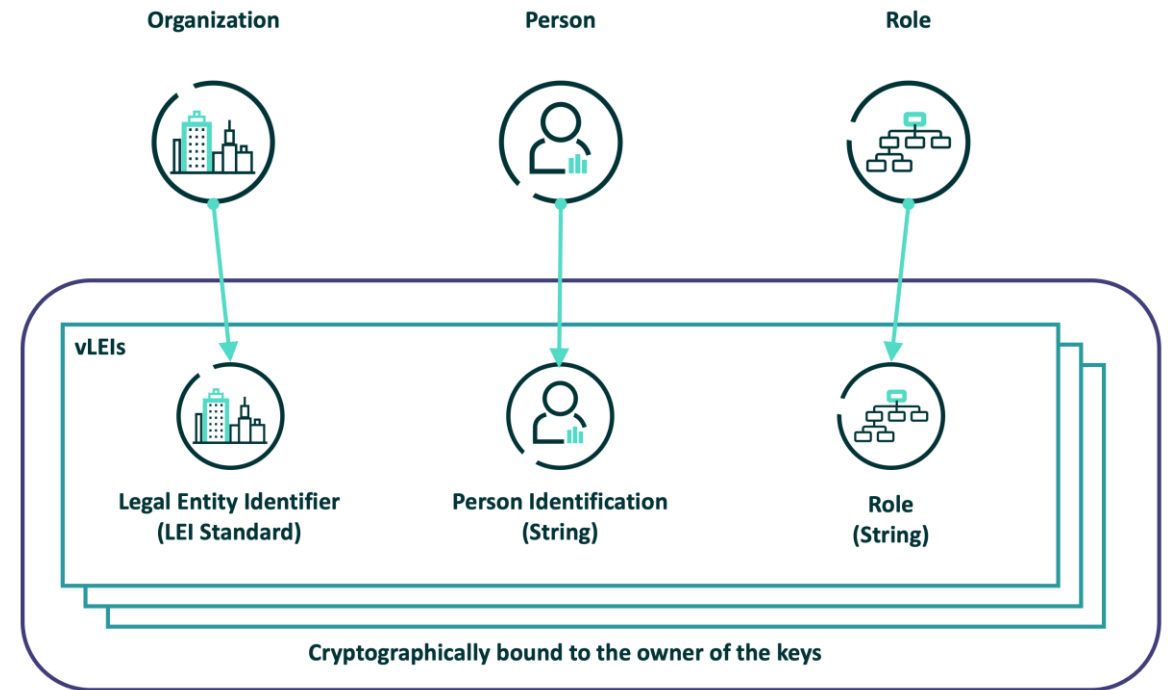 Organization
Person
Role
vLEIs
Legal Entity Identifier
(LEI Standard)
Person Identification
(String)
Role
(String)
Cryptographically bound to the owner of the keys